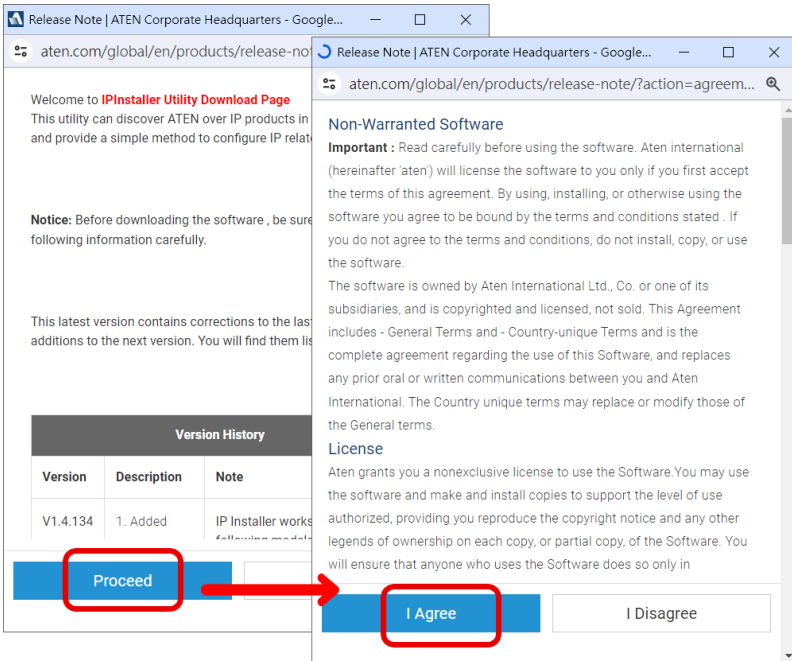 Release Note | ATEN Corporate Headquarters - Google...
aten.com/global/en/products/release-not
Welcome to IPInstaller Utility Download Page
This utility can discover ATEN over IP products in
and provide a simple method to configure IP relat
Notice: Before downloading the software , be sure
following information carefully.
This latest version contains corrections to the las
additions to the next version. You will find them lis
Version History
Version Description Note
V1.4.134 1. Added IP Installer works
following models
Proceed
Release Note | ATEN Corporate Headquarters - Google...
aten.com/global/en/products/release-note/?action=agreem...
Non-Warranted Software
Important : Read carefully before using the software. Aten international
(hereinafter 'aten') will license the software to you only if you first accept
the terms of this agreement. By using, installing, or otherwise using the
software you agree to be bound by the terms and conditions stated . If
you do not agree to the terms and conditions, do not install, copy, or use
the software.
The software is owned by Aten International Ltd., Co. or one of its
subsidiaries, and is copyrighted and licensed, not sold. This Agreement
includes - General Terms and - Country-unique Terms and is the
complete agreement regarding the use of this Software, and replaces
any prior oral or written communications between you and Aten
International. The Country unique terms may replace or modify those of
the General terms.
License
Aten grants you a nonexclusive license to use the Software.You may use
the software and make and install copies to support the level of use
authorized, providing you reproduce the copyright notice and any other
legends of ownership on each copy, or partial copy, of the Software. You
will ensure that anyone who uses the Software does so only in
I Agree
I Disagree